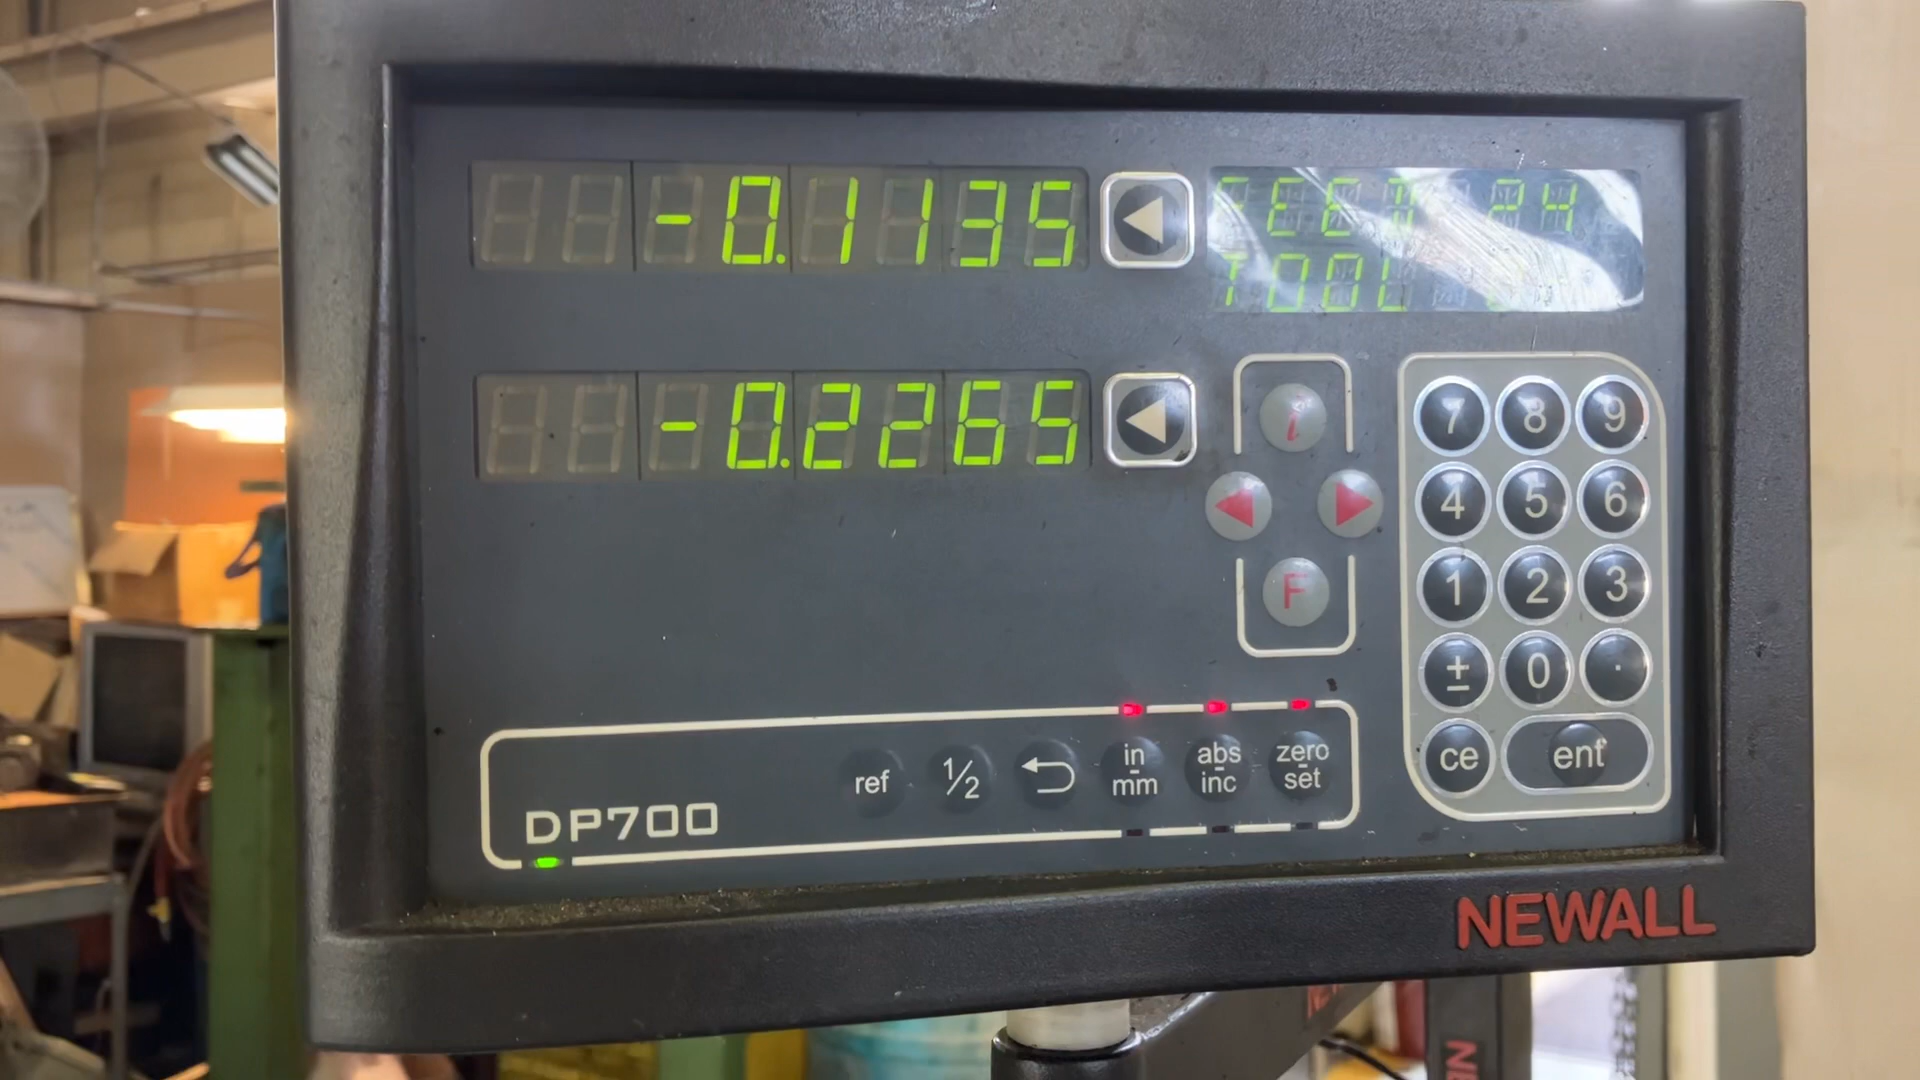 -0.1135
FEED 24
TOOL
-0.2265
i
F
7 8 9
4 5 6
1 2 3
± 0 .
ce ent
ref ½ in mm abs inc zero set
DP700
NEWALL